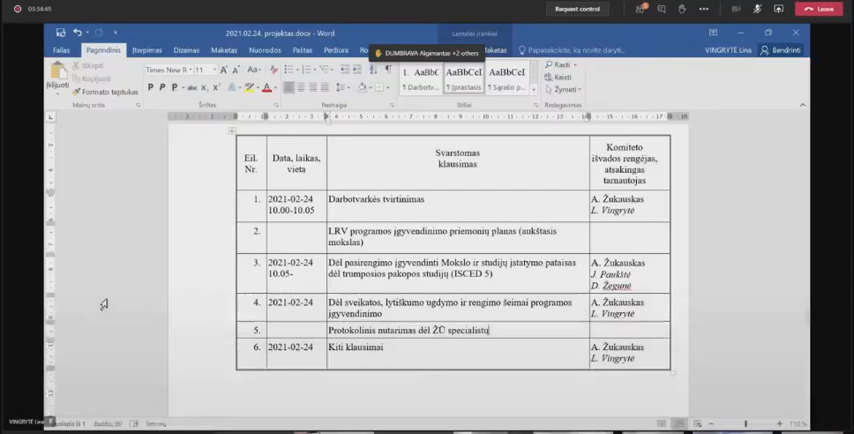 03:56:49
Request control
Leave
2021.02.24. projektas.docx - Word
Lentelės įrankiai
Failas Pagrindinis Įterpimas Dizainas Maketas Nuorodos Paštas Peržiūra Maketas
DUMBRAVA Algimantas +2 others
Papasakokite, ką norite daryti...
VINGRYTĖ Lina
Bendrinti
Įklijuoti
Iškirpti
Kopijuoti
Formato teptukas
Times New R
11
Rasti
Keisti
Žymėti
1. AaBbC AaBbCcI AaBbCcI
¶ Darbotv... ¶ Įprastasis ¶ Sąrašo p...
Mainų sritis
Šriftas
Pastraipa
Stiliai
Redagavimas
Eil. Nr.
Data, laikas, vieta
Svarstomas klausimas
Komiteto išvados rengėjas, atsakingas tarnautojas
1. 2021-02-24 Darbotvarkės tvirtinimas A. Žukauskas
10.00-10.05 L. Vingrytė
2. LRV programos įgyvendinimo priemonių planas (aukštasis
mokslas)
3. 2021-02-24 Dėl pasirengimo įgyvendinti Mokslo ir studijų įstatymo pataisas A. Žukauskas
10.05- dėl trumposios pakopos studijų (ISCED 5) J. Paukštė
D. Žegunė
4. 2021-02-24 Dėl sveikatos, lytiškumo ugdymo ir rengimo šeimai programos A. Žukauskas
įgyvendinimo L. Vingrytė
5. Protokolinis nutarimas dėl ŽŪ specialistų
6. 2021-02-24 Kiti klausimai A. Žukauskas
L. Vingrytė
VINGRYTĖ Lina
110 %